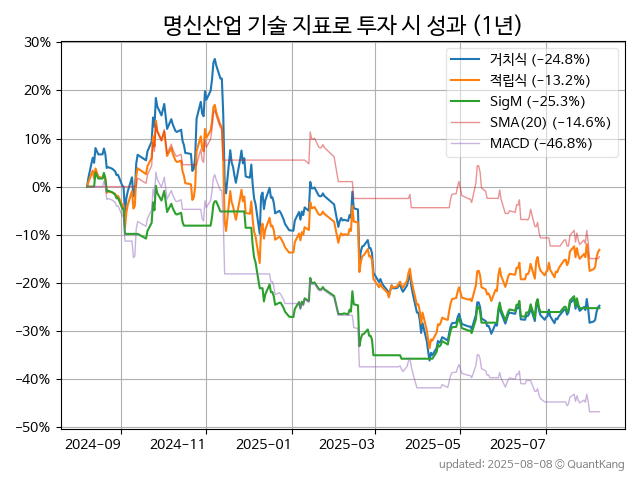 명신산업 기술 지표로 투자 시 성과 (1년)
30%
20%
10%
0%
−10%
−20%
−30%
−40%
−50%
거치식 (−24.8%)
적립식 (−13.2%)
SigM (−25.3%)
SMA(20) (−14.6%)
MACD (−46.8%)
2024-09 2024-11 2025-01 2025-03 2025-05 2025-07
updated: 2025-08-08 © QuantKang